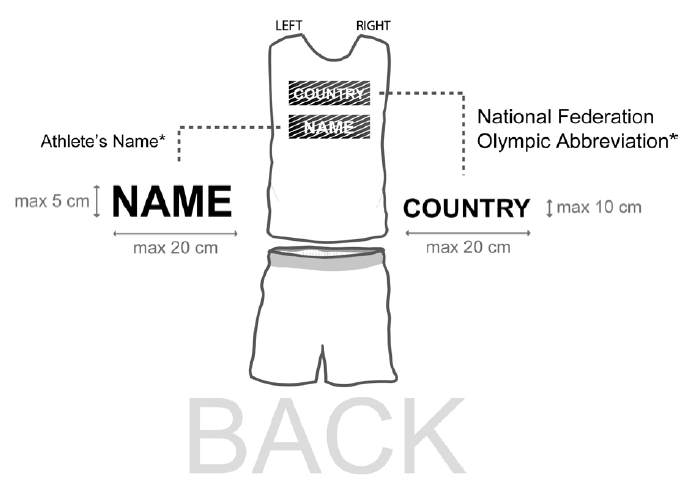 LEFT RIGHT
COUNTRY
NAME
National Federation
Olympic Abbreviation*
Athlete's Name*
max 5 cm NAME
max 20 cm
COUNTRY max 10 cm
max 20 cm
BACK